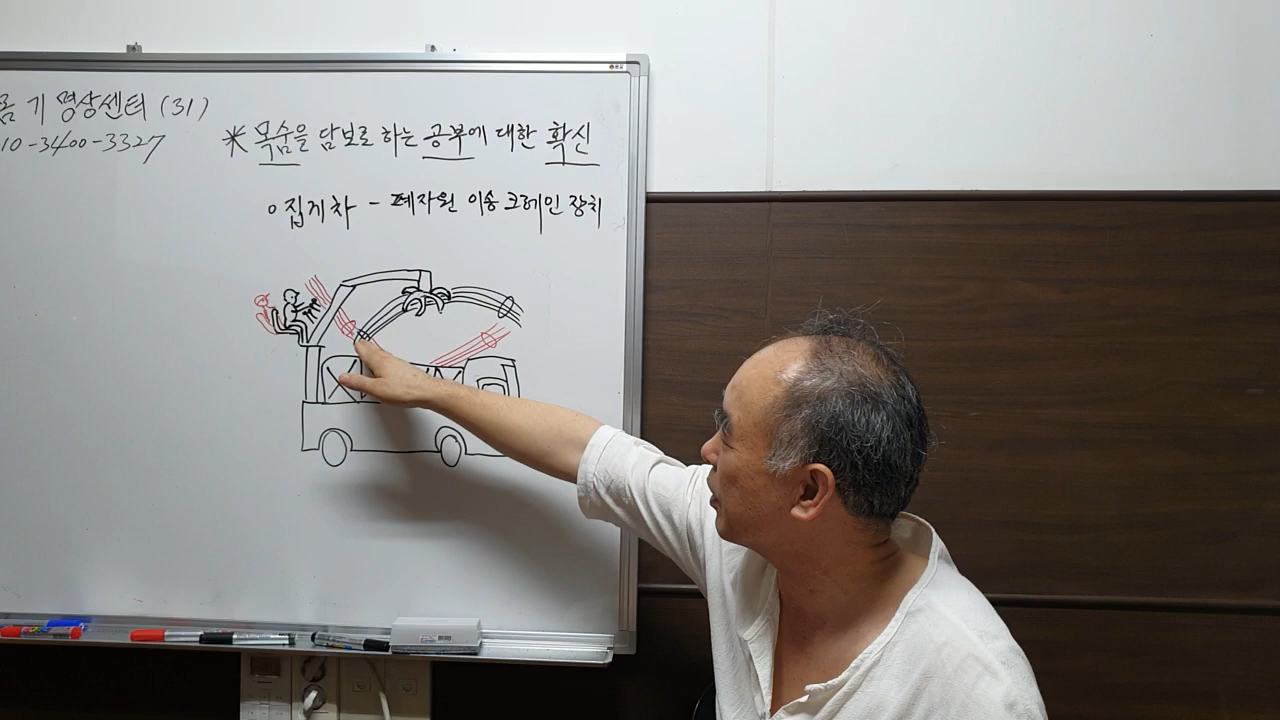 몸 기 명상센터 (31)
10-3400-3327
* 목숨을 담보로 하는 공부에 대한 확신
○ 집게차 - 폐자원 이송 크레인 장치